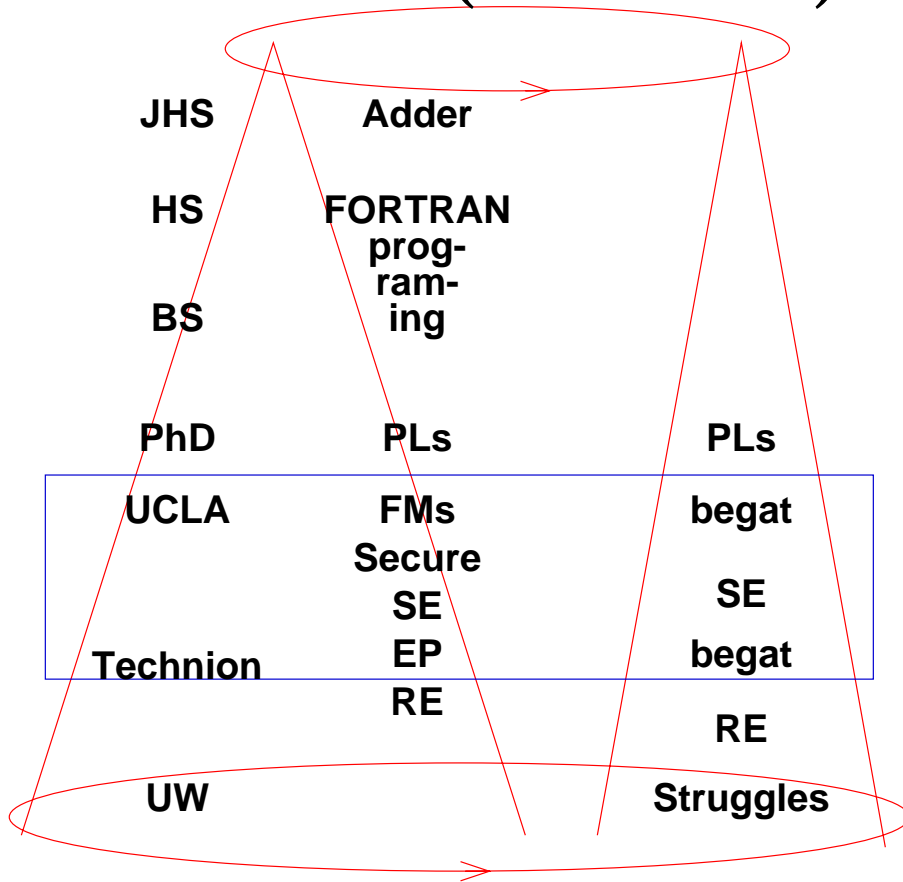 JHS Adder
HS FORTRAN
prog-
ram-
BS ing
PhD PLs PLs
UCLA FMs begat
Secure
SE SE
Technion EP begat
RE
RE
UW Struggles